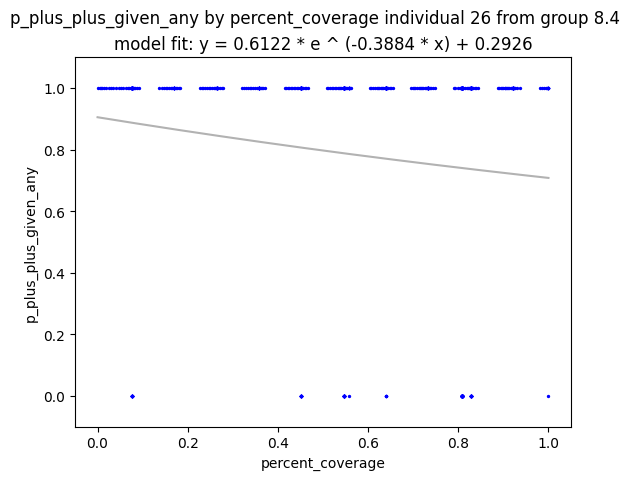 p_plus_plus_given_any by percent_coverage individual 26 from group 8.4
model fit: y = 0.6122 * e ^ (-0.3884 * x) + 0.2926
1.0
0.8
0.6
0.4
0.2
0.0
p_plus_plus_given_any
0.0 0.2 0.4 0.6 0.8 1.0
percent_coverage